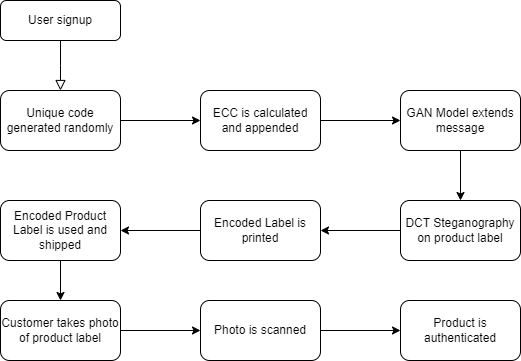 User signup
Unique code
generated randomly
ECC is calculated
and appended
GAN Model extends
message
DCT Steganography
on product label
Encoded Label is
printed
Encoded Product
Label is used and
shipped
Customer takes photo
of product label
Photo is scanned
Product is
authenticated